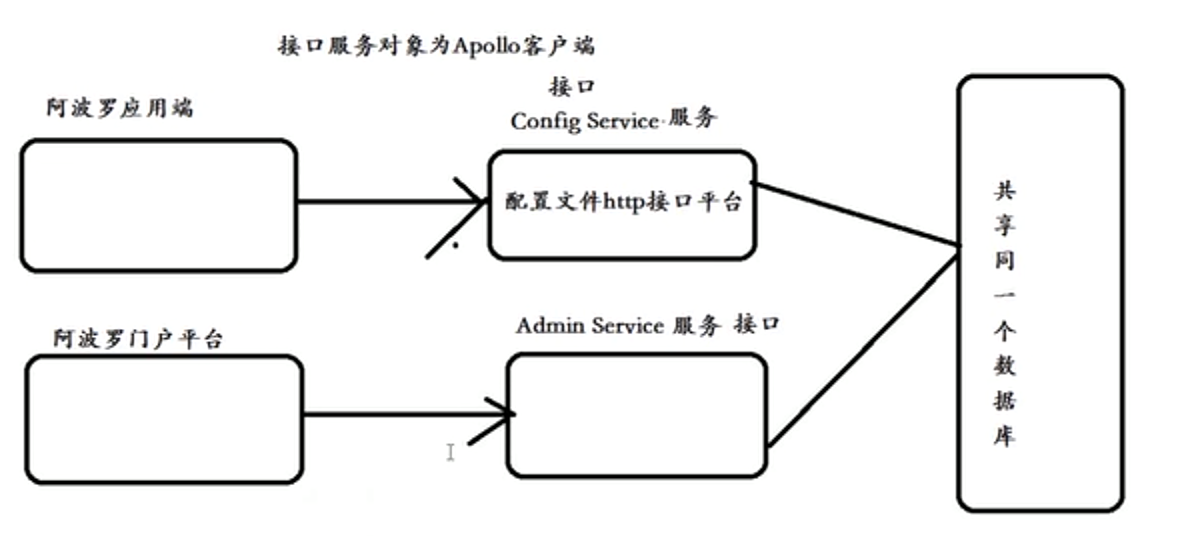 接口服务对象为Apollo客户端
接口
阿波罗应用端
Config Service 服务
配置文件http接口平台
共享同一个数据库
阿波罗门户平台
Admin Service 服务 接口